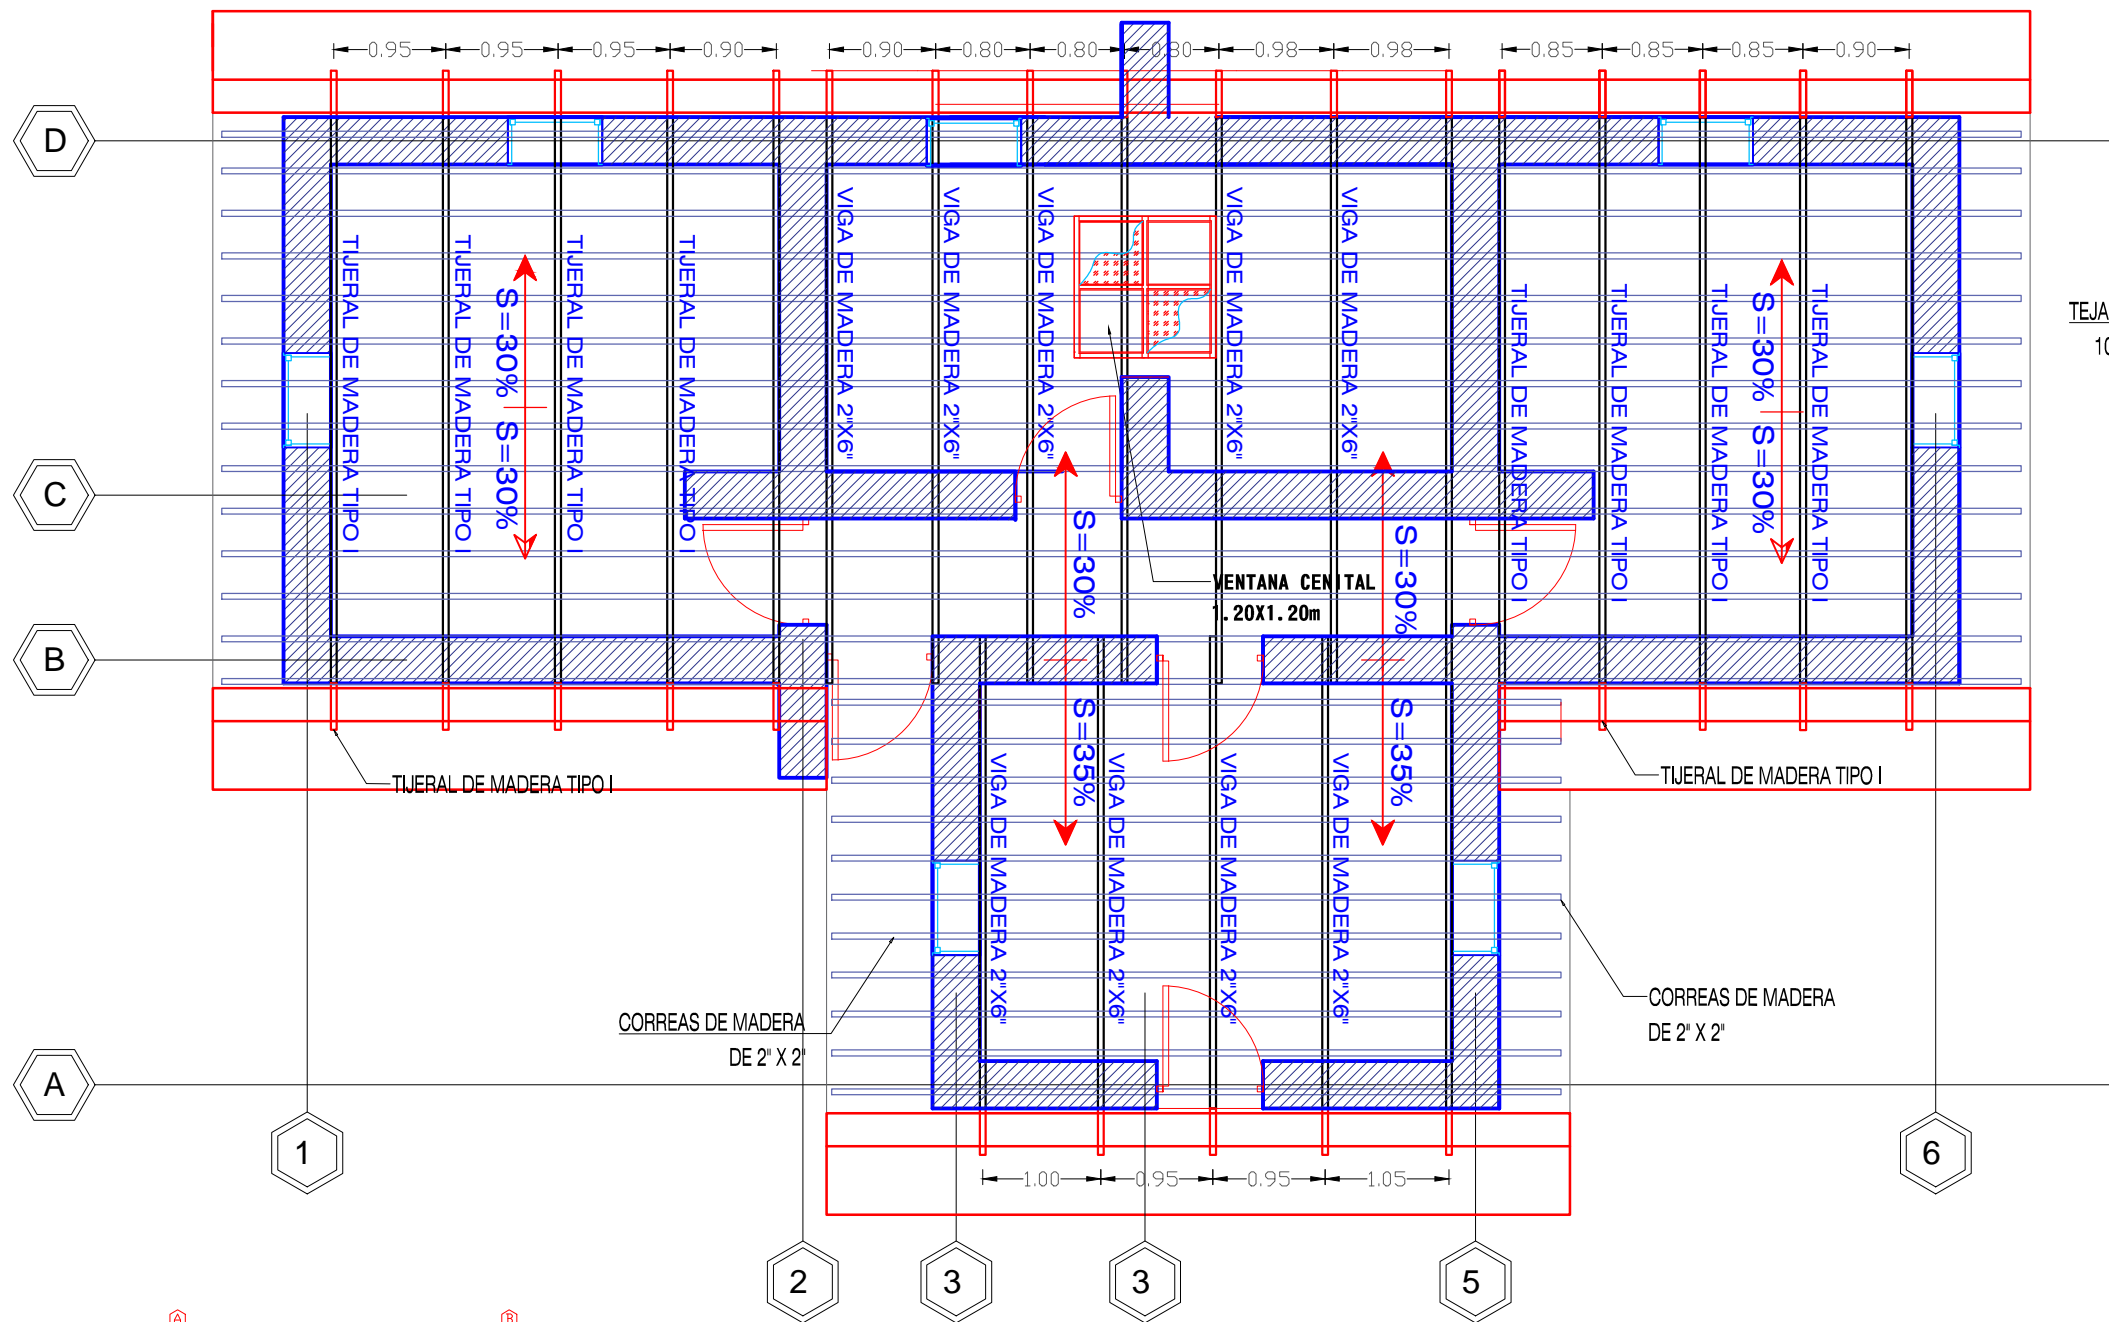 0.95 0.95 0.95 0.90 0.90 0.80 0.80 0.80 0.98 0.98 0.85 0.85 0.85 0.90
D
C
B
A
TIJERAL DE MADERA TIPO I
TIJERAL DE MADERA TIPO I
TIJERAL DE MADERA TIPO I
TIJERAL DE MADERA TIPO I
S=30% S=30%
VIGA DE MADERA 2"X6"
VIGA DE MADERA 2"X6"
VIGA DE MADERA 2"X6"
VIGA DE MADERA 2"X6"
VIGA DE MADERA 2"X6"
TIJERAL DE MADERA TIPO I
TIJERAL DE MADERA TIPO I
TIJERAL DE MADERA TIPO I
TIJERAL DE MADERA TIPO I
S=30% S=30%
TEJA
10
VENTANA CENITAL
1.20X1.20m
S=30% S=35%
S=30% S=35%
TIJERAL DE MADERA TIPO I
TIJERAL DE MADERA TIPO I
VIGA DE MADERA 2"X6"
VIGA DE MADERA 2"X6"
VIGA DE MADERA 2"X6"
VIGA DE MADERA 2"X6"
CORREAS DE MADERA
DE 2" X 2"
CORREAS DE MADERA
DE 2" X 2"
1.00 0.95 0.95 1.05
1
6
2
3
3
5
A
B